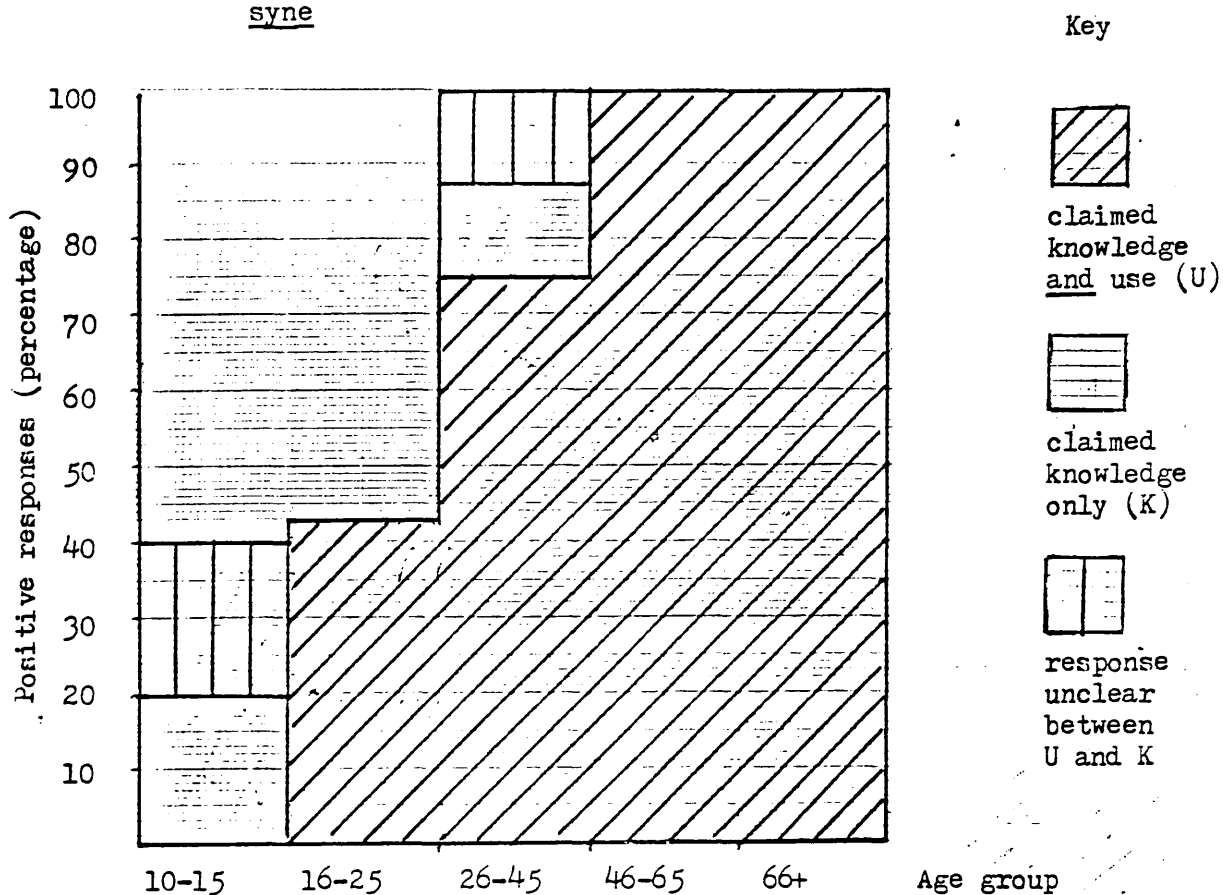 syne
Key
100
90
80
70
60
50
40
30
20
10
Positive responses (percentage)
10-15 16-25 26-45 46-65 66+ Age group
claimed
knowledge
and use (U)
claimed
knowledge
only (K)
response
unclear
between
U and K